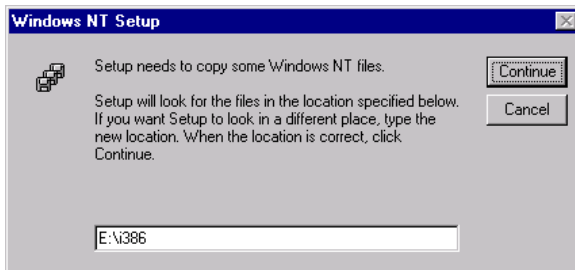 Windows NT Setup
Setup needs to copy some Windows NT files.
Continue
Setup will look for the files in the location specified below.
If you want Setup to look in a different place, type the
new location. When the location is correct, click
Continue.
Cancel
E:\i386